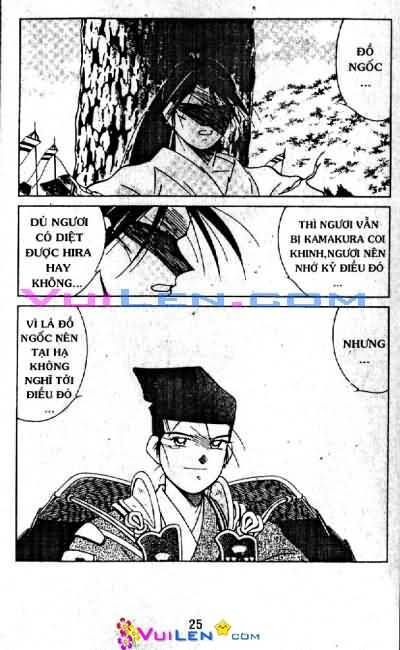 ĐỒ
NGỐC
...
DÙ NGƯƠI
CÓ DIỆT
ĐƯỢC HIRA
HAY
KHÔNG...
THÌ NGƯƠI VẪN
BỊ KAMAKURA COI
KHINH,NGƯƠI NÊN
NHỚ KỸ ĐIỀU ĐÓ
...
VUILEN.COM
VÌ LÀ ĐỒ
NGỐC NÊN
TẠI HẠ
KHÔNG
NGHĨ TỚI
ĐIỀU ĐÓ
...
NHƯNG
...
25
VUILEN.COM